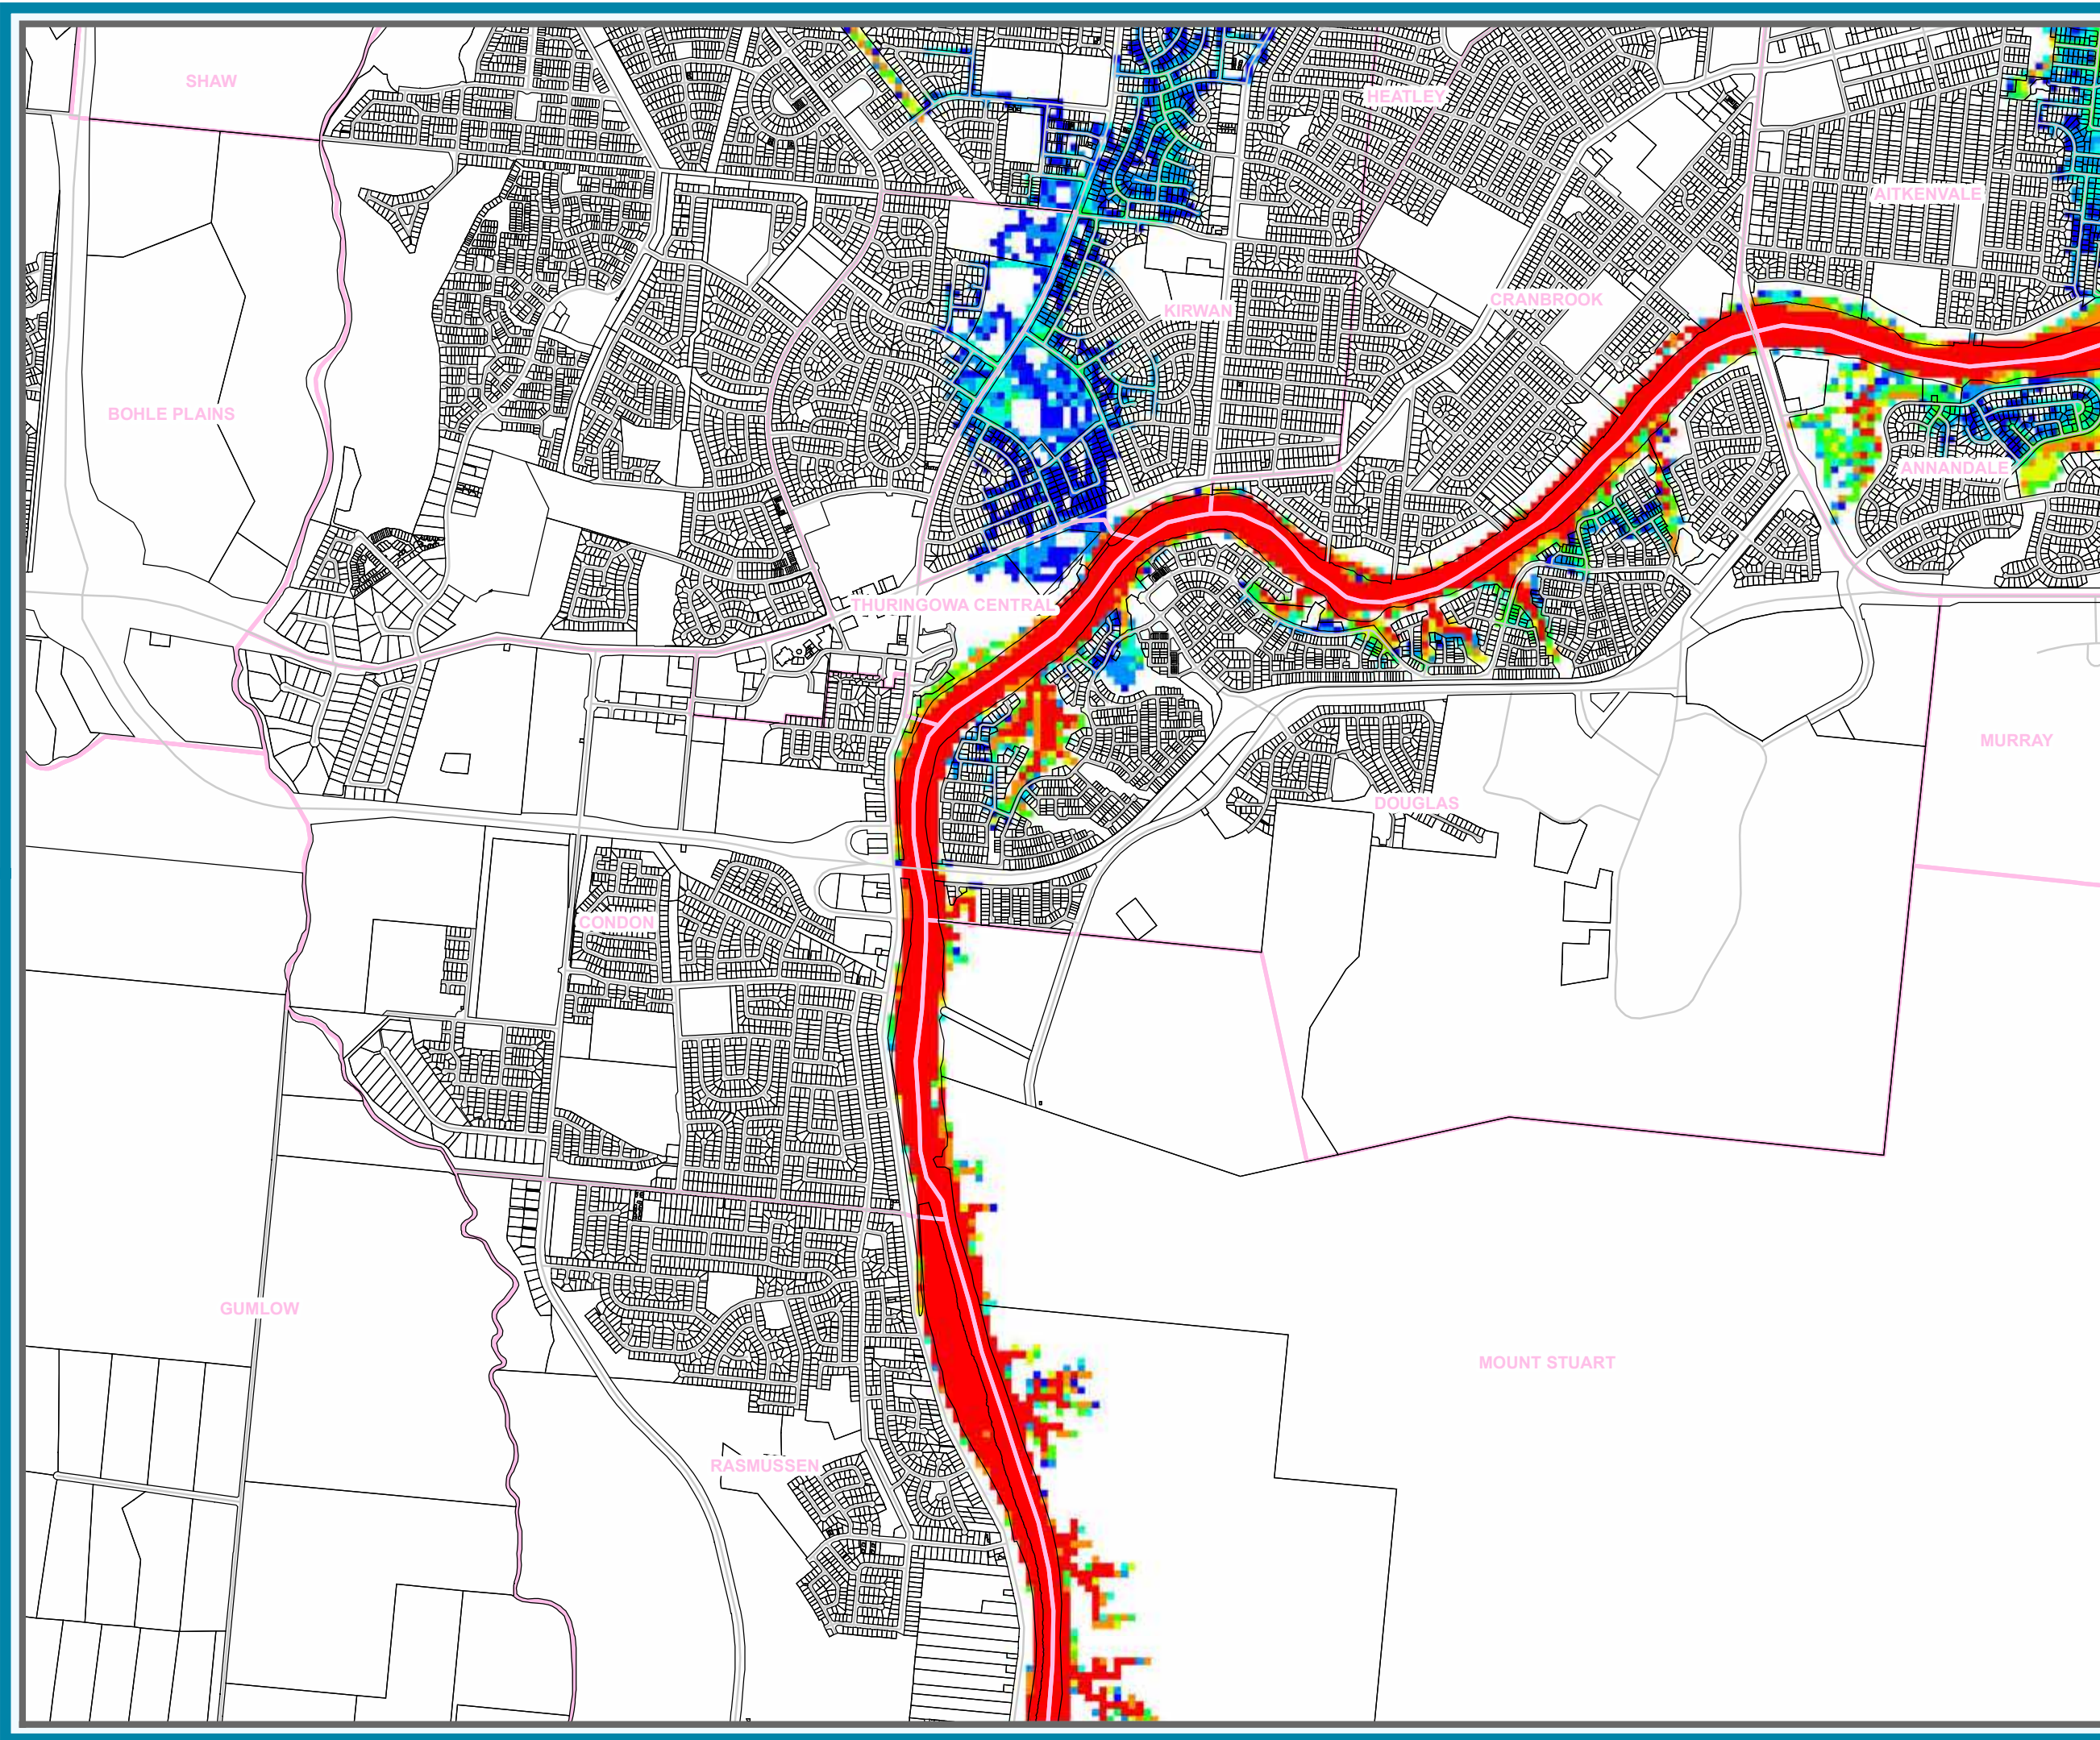 SHAW
HEATLEY
AITKENVALE
CRANBROOK
KIRWAN
BOHLE PLAINS
ANNANDALE
THURINGOWA CENTRAL
MURRAY
DOUGLAS
CONDON
GUMLOW
MOUNT STUART
RASMUSSEN